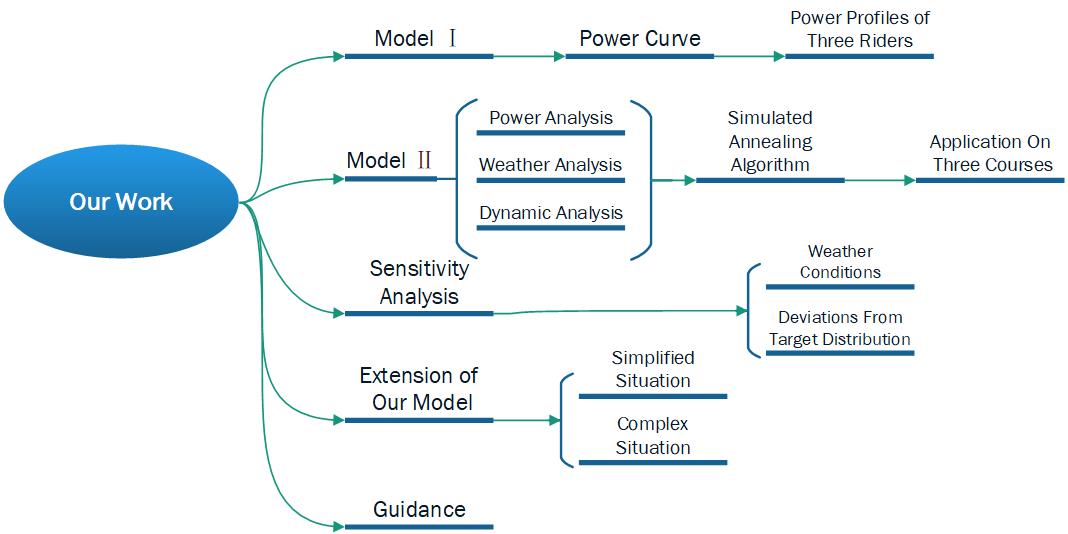 Our Work
Model Ⅰ
Power Curve
Power Profiles of
Three Riders
Model Ⅱ
Power Analysis
Weather Analysis
Dynamic Analysis
Simulated
Annealing
Algorithm
Application On
Three Courses
Sensitivity
Analysis
Weather
Conditions
Deviations From
Target Distribution
Extension of
Our Model
Simplified
Situation
Complex
Situation
Guidance